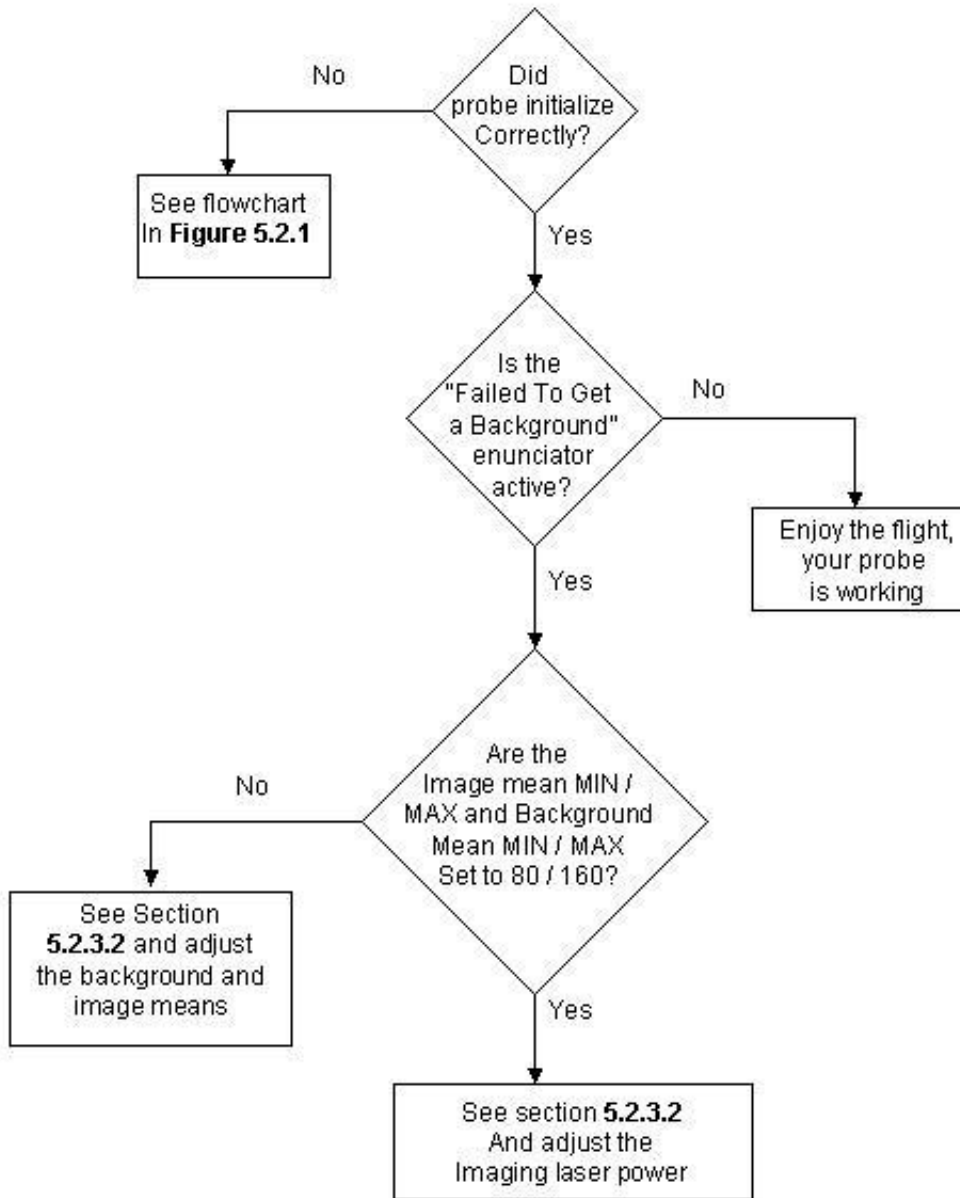 No
Did
probe initialize
Correctly?
See flowchart
In Figure 5.2.1
Yes
Is the
"Failed To Get
a Background"
enunciator
active?
No
Enjoy the flight,
your probe
is working
Yes
Are the
Image mean MIN /
MAX and Background
Mean MIN / MAX
Set to 80 / 160?
No
See Section
5.2.3.2 and adjust
the background and
image means
Yes
See section 5.2.3.2
And adjust the
Imaging laser power